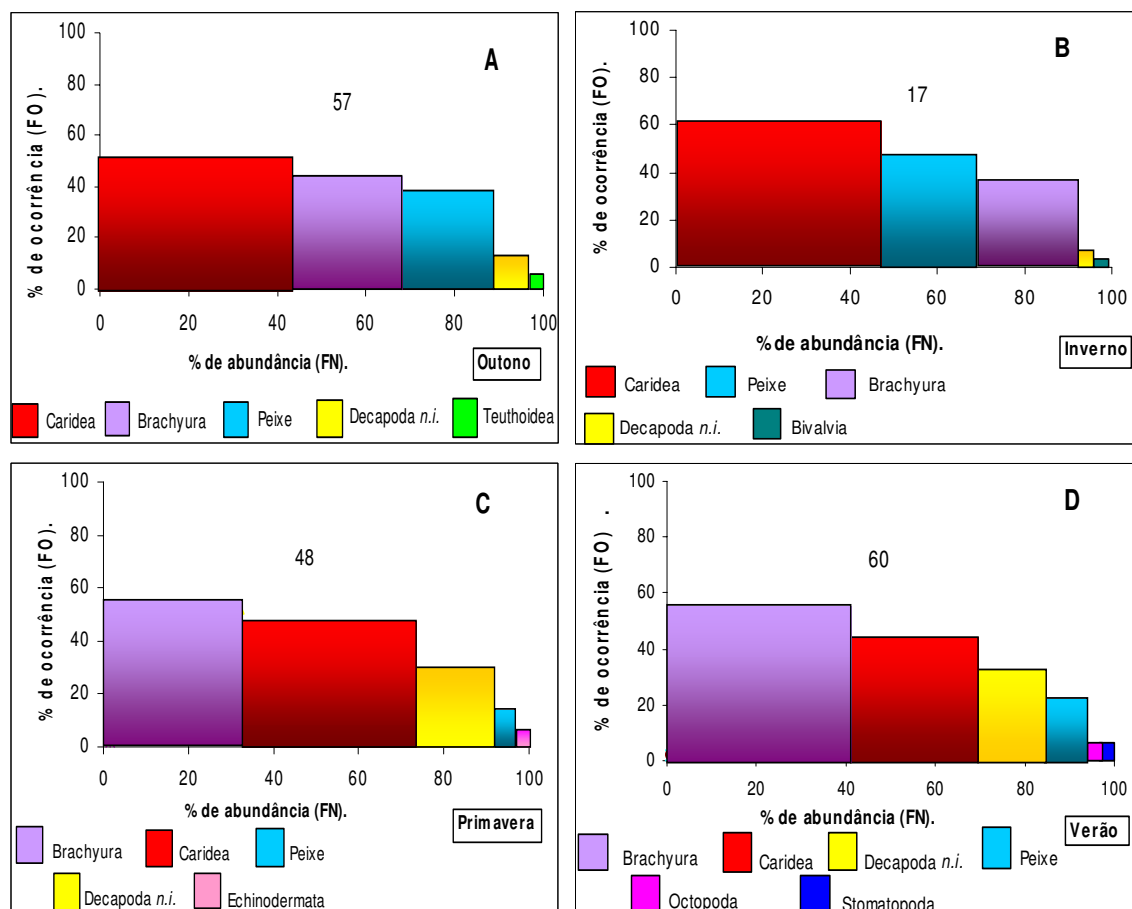 100
80
60
40
20
0
% de ocorrência (FO).
A
57
0 20 40 60 80 100
% de abundância (FN).
Outono
Caridea Brachyura Peixe Decapoda n.i. Teuthoidea
100
80
60
40
20
0
% de ocorrência (FO).
B
17
0 20 40 60 80 100
% de abundância (FN).
Inverno
Caridea Peixe Brachyura
Decapoda n.i. Bivalvia
100
80
60
40
20
0
% de ocorrência (FO).
C
48
0 20 40 60 80 100
% de abundância (FN).
Primavera
Brachyura Caridea Peixe
Decapoda n.i. Echinodermata
100
80
60
40
20
0
% de ocorrência (FO) .
D
60
0 20 40 60 80 100
% de abundância (FN).
Verão
Brachyura Caridea Decapoda n.i. Peixe
Octopoda Stomatopoda